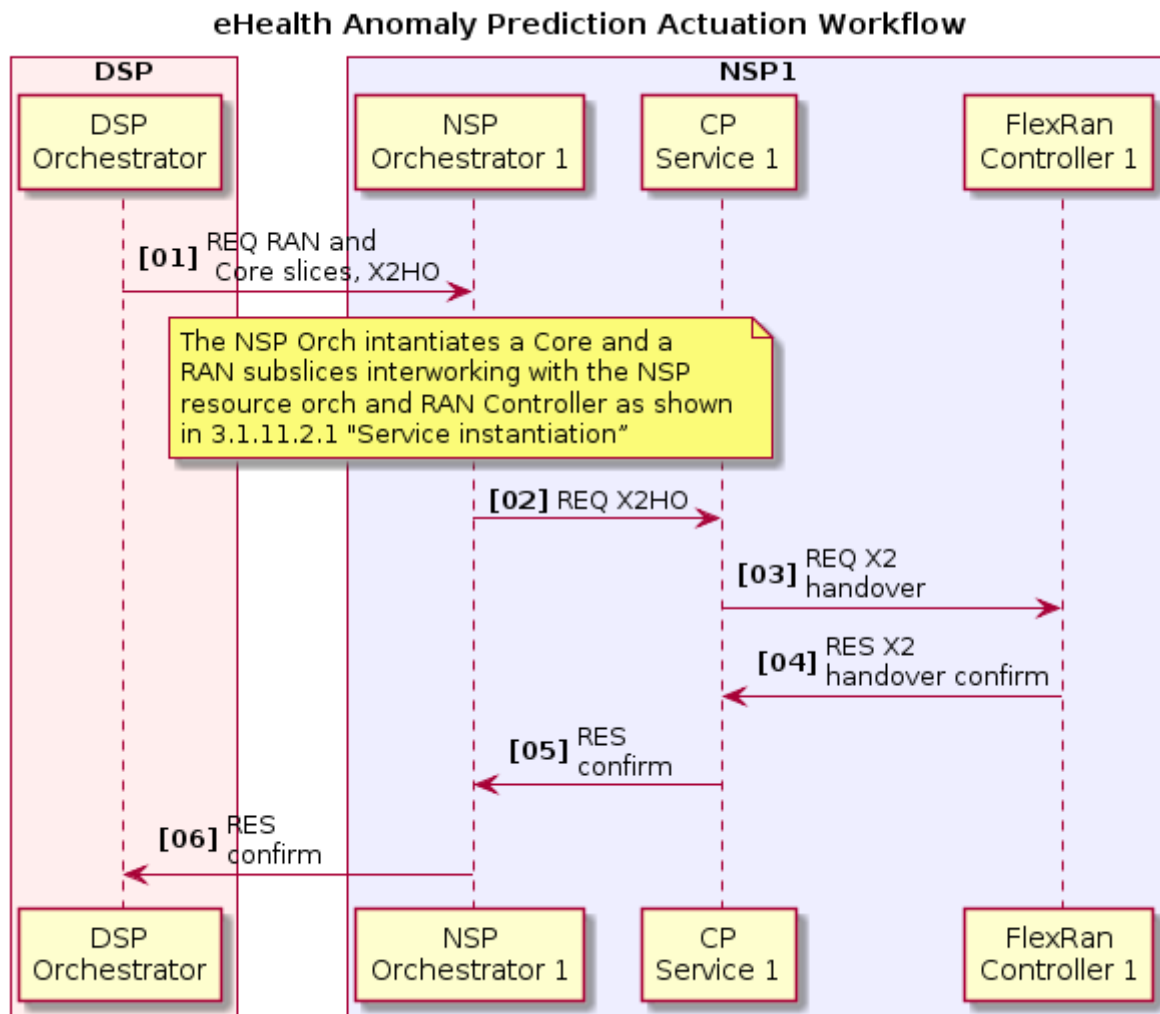 eHealth Anomaly Prediction Actuation Workflow
DSP
NSP1
DSP
Orchestrator
NSP
Orchestrator 1
CP
Service 1
FlexRan
Controller 1
[01] REQ RAN and
Core slices, X2HO
The NSP Orch intantiates a Core and a
RAN subslices interworking with the NSP
resource orch and RAN Controller as shown
in 3.1.11.2.1 "Service instantiation”
[02] REQ X2HO
[03] REQ X2
handover
[04] RES X2
handover confirm
[05] RES
confirm
[06] RES
confirm
DSP
Orchestrator
NSP
Orchestrator 1
CP
Service 1
FlexRan
Controller 1